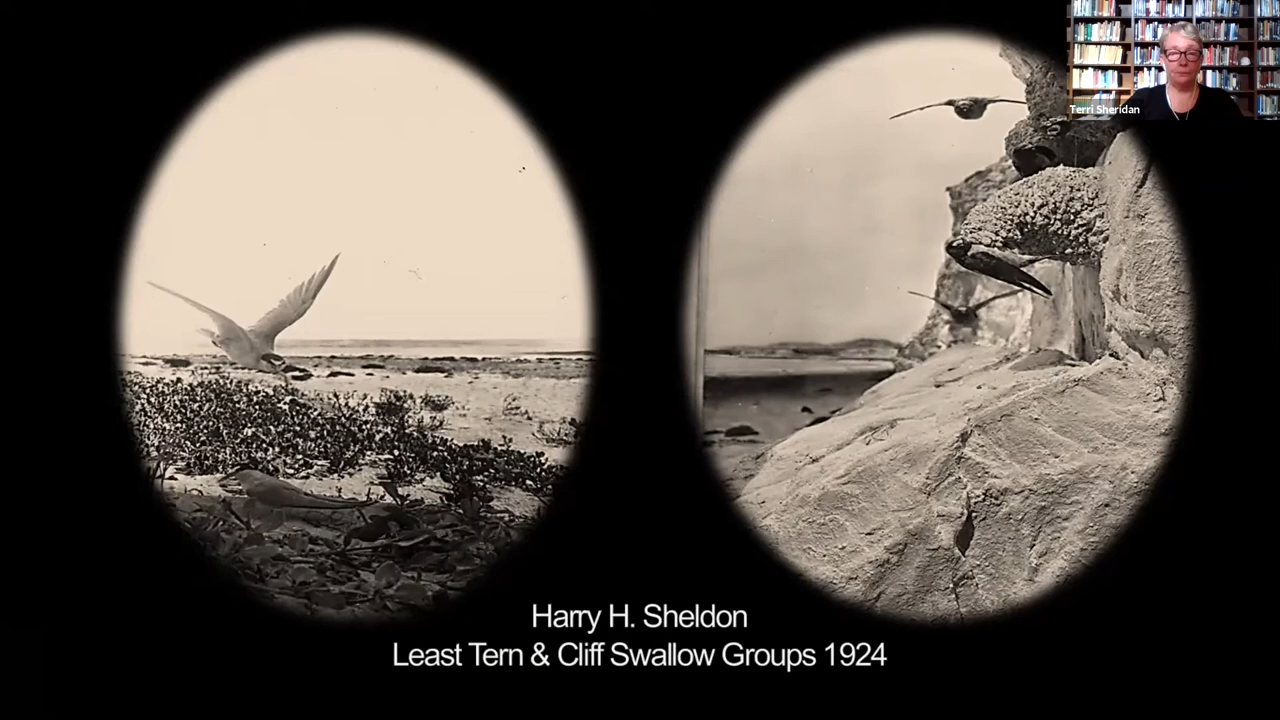 Terri Sheridan
Harry H. Sheldon
Least Tern & Cliff Swallow Groups 1924